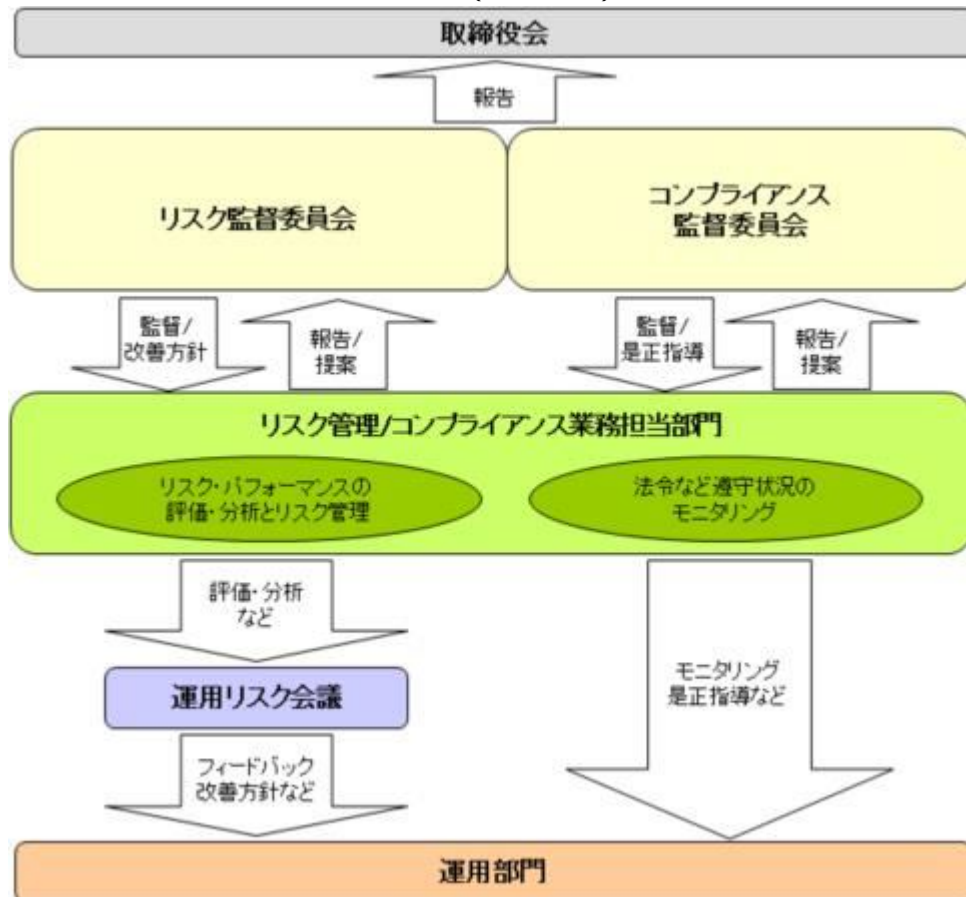 取締役会
報告
リスク監督委員会
コンプライアンス
監督委員会
監督/
改善方針
報告/
提案
監督/
是正指導
報告/
提案
リスク管理/コンプライアンス業務担当部門
リスク・パフォーマンスの
評価・分析とリスク管理
法令など遵守状況の
モニタリング
評価・分析
など
運用リスク会議
モニタリング
是正指導など
フィードバック
改善方針など
運用部門